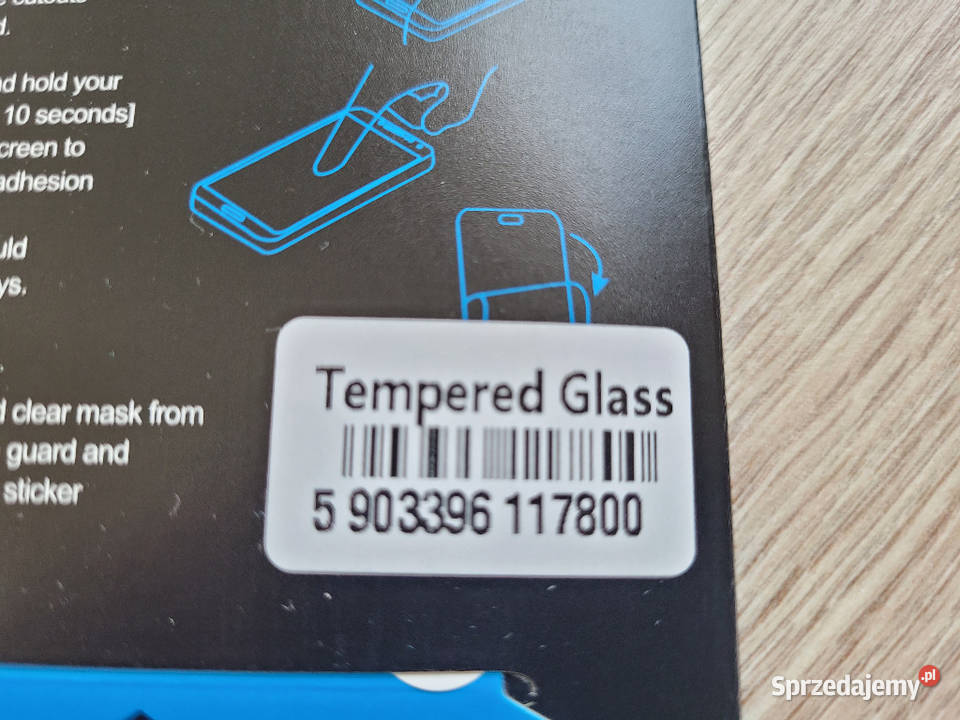 d.
nd hold your
10 seconds]
creen to
adhesion
uld
ys.
d clear mask from
guard and
sticker
Tempered Glass
5 903396 117800
Sprzedajemy.pl